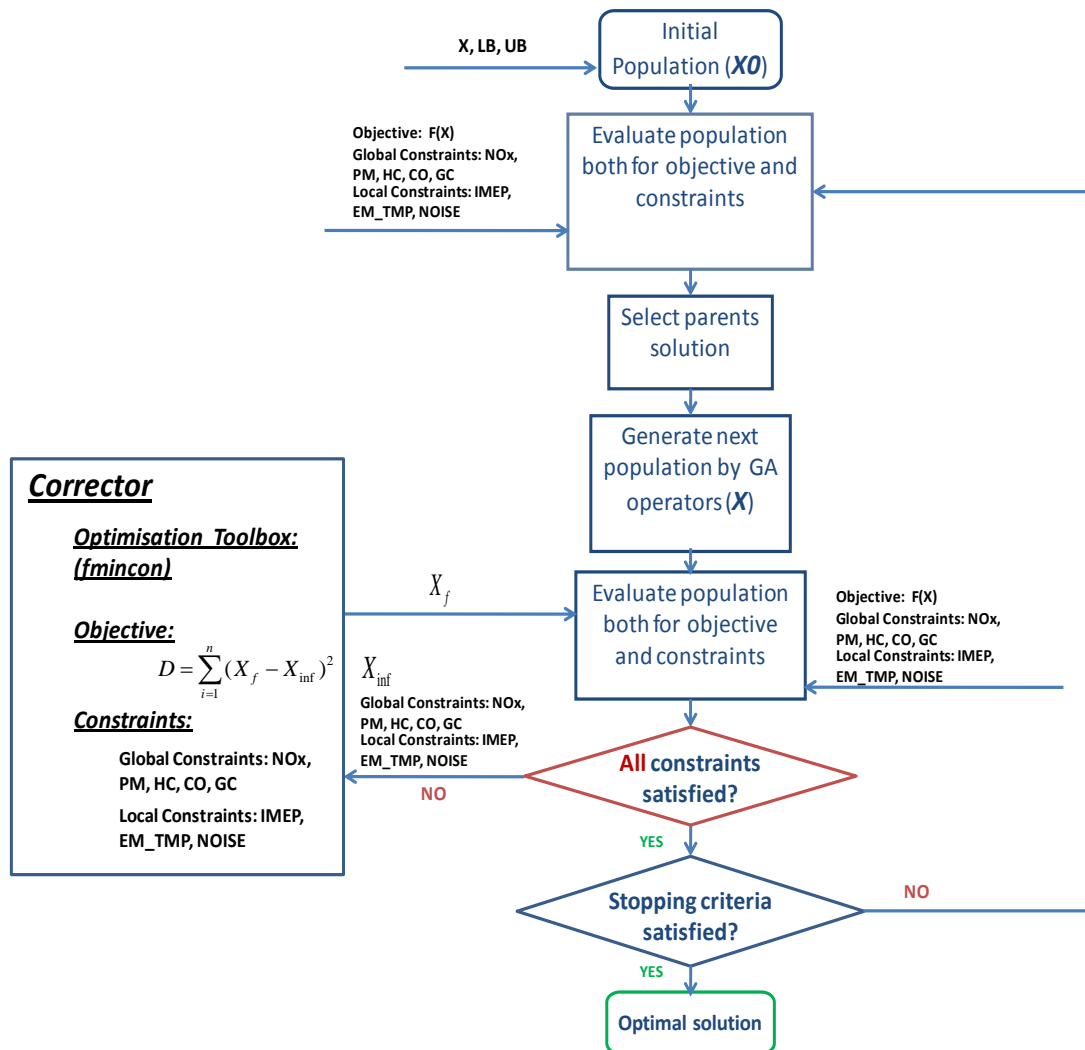 X, LB, UB
Initial
Population (X0)
Objective: F(X)
Global Constraints: NOx,
PM, HC, CO, GC
Local Constraints: IMEP,
EM_TMP, NOISE
Evaluate population
both for objective and
constraints
Select parents
solution
Generate next
population by GA
operators (X)
Corrector
Optimisation Toolbox:
(fmincon)
Objective:
D = \sum_{i=1}^{n} (X_f − X_inf)^2
Constraints:
Global Constraints: NOx,
PM, HC, CO, GC
Local Constraints: IMEP,
EM_TMP, NOISE
X_f
Evaluate population
both for objective
and constraints
Objective: F(X)
Global Constraints: NOx,
PM, HC, CO, GC
Local Constraints: IMEP,
EM_TMP, NOISE
X_inf
Global Constraints: NOx,
PM, HC, CO, GC
Local Constraints: IMEP,
EM_TMP, NOISE
NO
All constraints
satisfied?
YES
Stopping criteria
satisfied?
NO
YES
Optimal solution